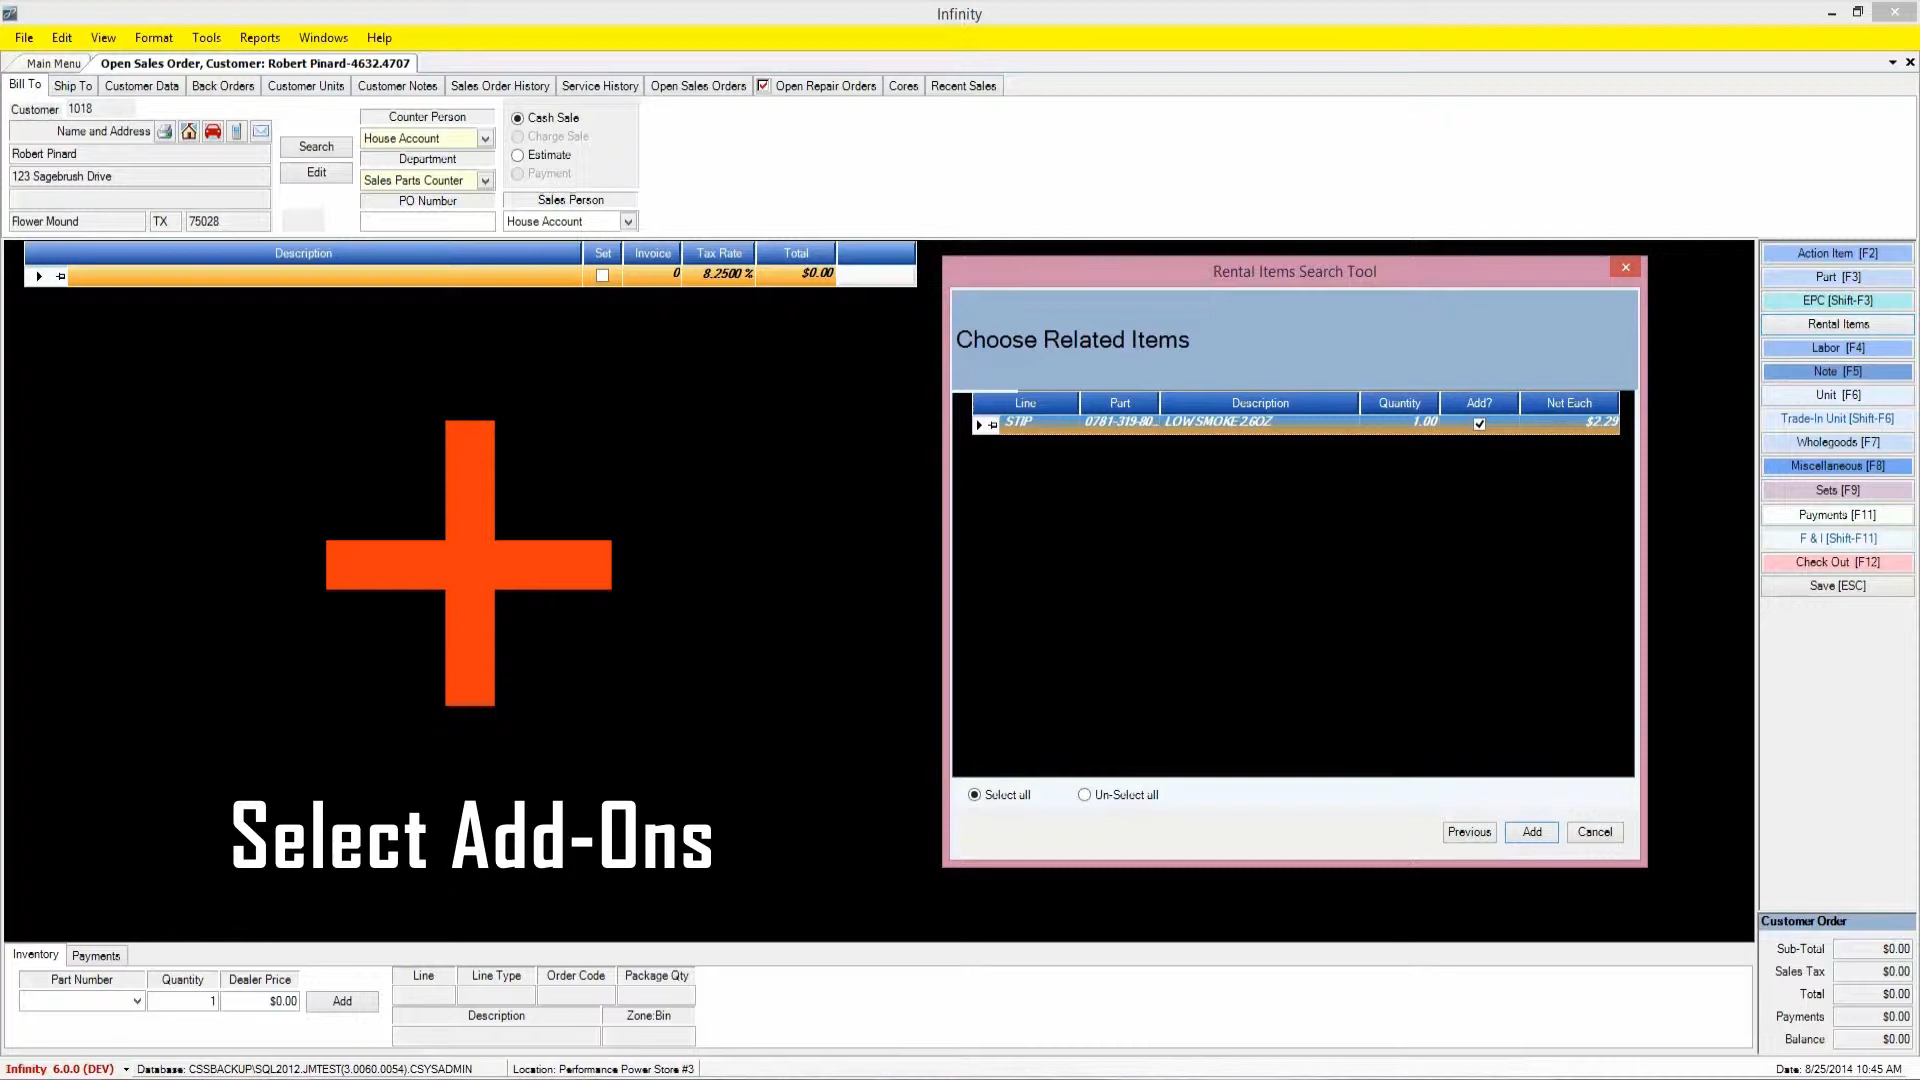 Infinity
File Edit View Format Tools Reports Windows Help
Main Menu Open Sales Order, Customer: Robert Pinard-4632.4707
Bill To Ship To Customer Data Back Orders Customer Units Customer Notes Sales Order History Service History Open Sales Orders Open Repair Orders Cores Recent Sales
Customer 1018
Name and Address
Robert Pinard
123 Sagebrush Drive
Flower Mound TX 75028
Search
Edit
Counter Person
House Account
Department
Sales Parts Counter
PO Number
Cash Sale
Charge Sale
Estimate
Payment
Sales Person
House Account
Description Set Invoice Tax Rate Total
0 8.2500 % $0.00
Select Add-Ons
Rental Items Search Tool
Choose Related Items
Line Part Description Quantity Add? Net Each
STIP 0781-319-80... LOW SMOKE 2.6OZ 1.00 $2.29
Select all Un-Select all
Previous Add Cancel
Action Item [F2]
Part [F3]
EPC [Shift-F3]
Rental Items
Labor [F4]
Note [F5]
Unit [F6]
Trade-In Unit [Shift-F6]
Wholegoods [F7]
Miscellaneous [F8]
Sets [F9]
Payments [F11]
F & I [Shift-F11]
Check Out [F12]
Save [ESC]
Customer Order
Sub-Total $0.00
Sales Tax $0.00
Total $0.00
Payments $0.00
Balance $0.00
Inventory Payments
Part Number Quantity Dealer Price
1 $0.00 Add
Line Line Type Order Code Package Qty
Description Zone:Bin
Infinity 6.0.0 (DEV) Database: CSSBACKUP\SQL2012.JMTEST(3.0060.0054).CSYSADMIN Location: Performance Power Store #3 Date: 8/25/2014 10:45 AM